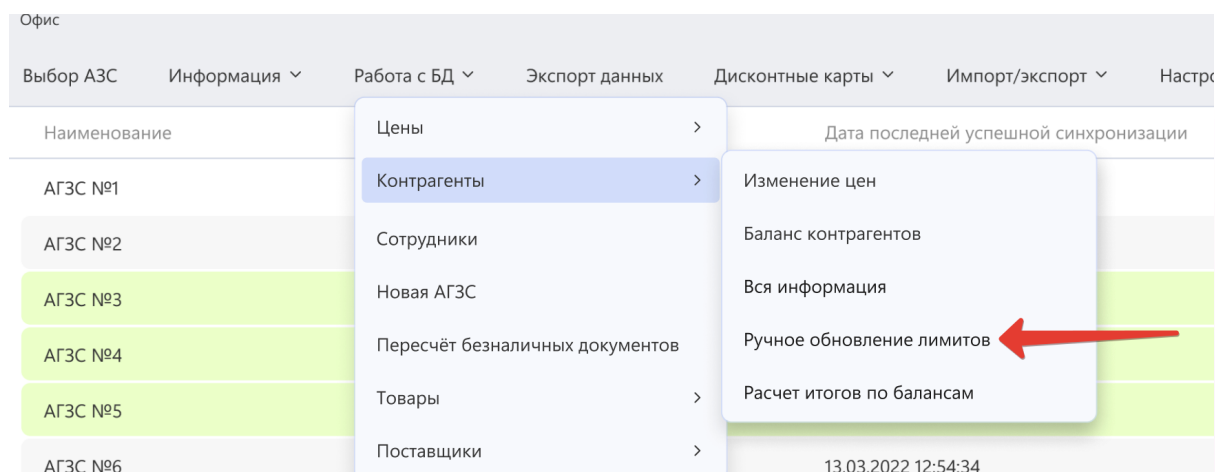 Офис
Выбор АЗС Информация Работа с БД Экспорт данных Дисконтные карты Импорт/экспорт
Наименование Дата последней успешной синхронизации
Цены
АГЗС №1 Контрагенты Изменение цен
АГЗС №2 Сотрудники Баланс контрагентов
АГЗС №3 Новая АГЗС Вся информация
АГЗС №4 Пересчёт безналичных документов Ручное обновление лимитов
АГЗС №5 Товары Расчет итогов по балансам
АГЗС №6 Поставщики 13.03.2022 12:54:34